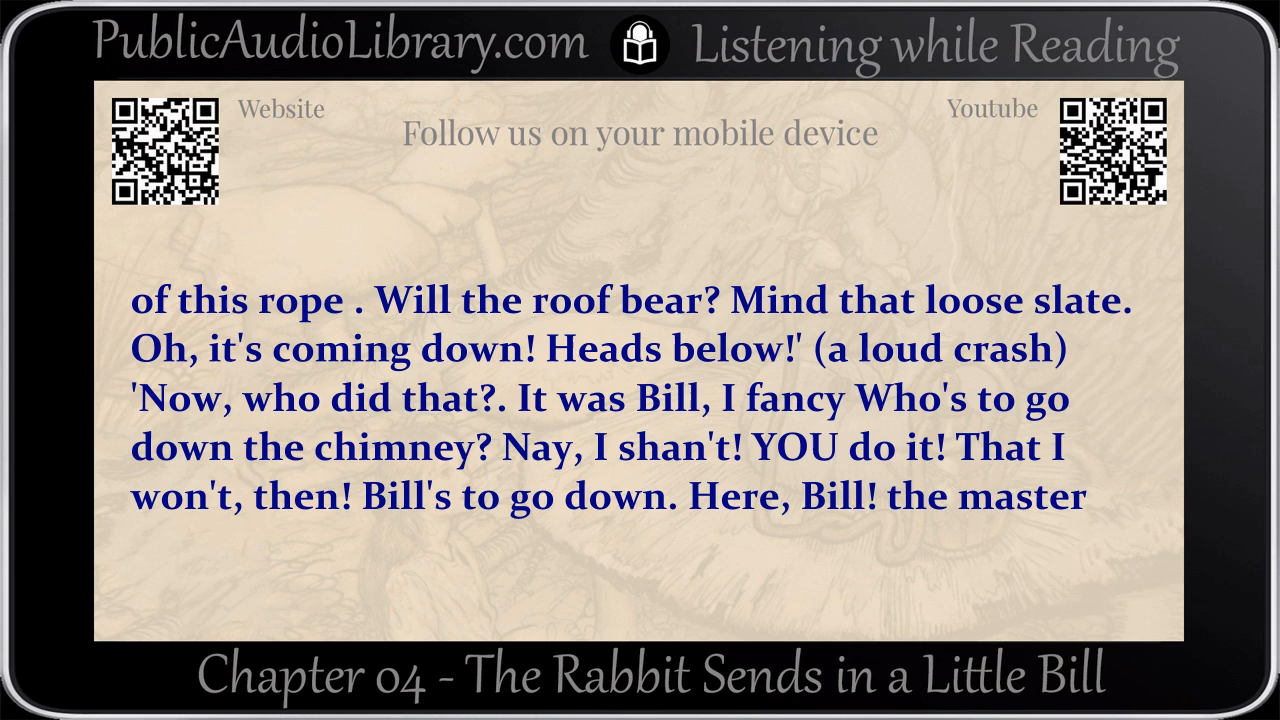 PublicAudioLibrary.com Listening while Reading
Website
Youtube
Follow us on your mobile device
of this rope . Will the roof bear? Mind that loose slate.
Oh, it's coming down! Heads below!' (a loud crash)
'Now, who did that?. It was Bill, I fancy Who's to go
down the chimney? Nay, I shan't! YOU do it! That I
won't, then! Bill's to go down. Here, Bill! the master
Chapter 04 - The Rabbit Sends in a Little Bill